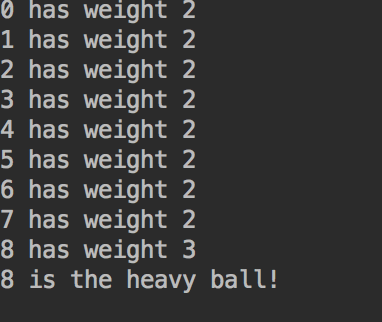 0 has weight 2
1 has weight 2
2 has weight 2
3 has weight 2
4 has weight 2
5 has weight 2
6 has weight 2
7 has weight 2
8 has weight 3
8 is the heavy ball!